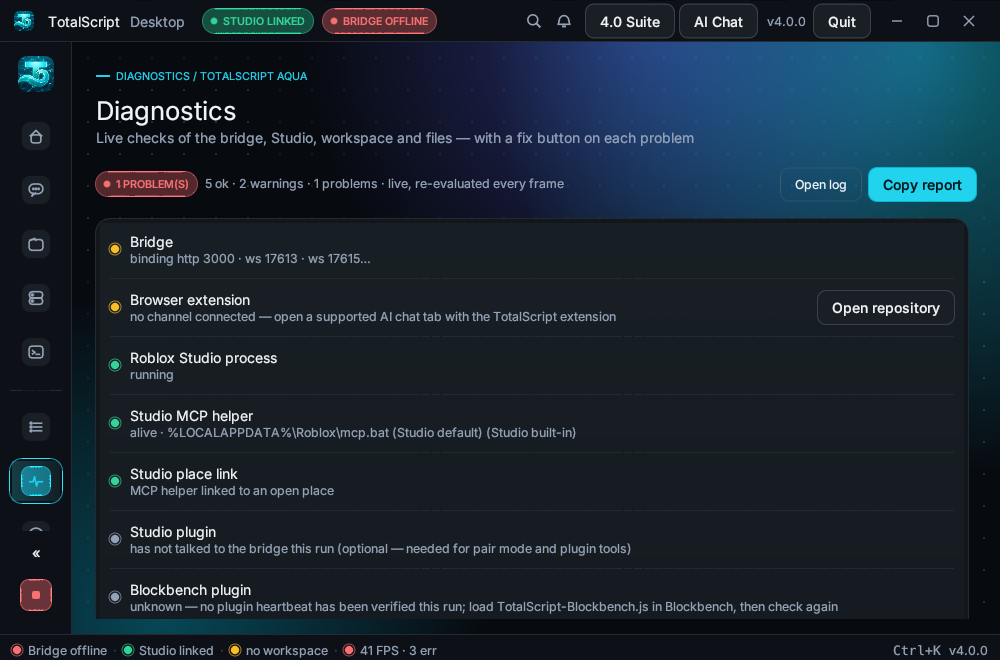 TotalScript Desktop STUDIO LINKED BRIDGE OFFLINE 4.0 Suite AI Chat v4.0.0 Quit
DIAGNOSTICS / TOTALSCRIPT AQUA
Diagnostics
Live checks of the bridge, Studio, workspace and files — with a fix button on each problem
1 PROBLEM(S) 5 ok · 2 warnings · 1 problems · live, re-evaluated every frame Open log Copy report
Bridge
binding http 3000 · ws 17613 · ws 17615...
Browser extension
no channel connected — open a supported AI chat tab with the TotalScript extension
Open repository
Roblox Studio process
running
Studio MCP helper
alive · %LOCALAPPDATA%\Roblox\mcp.bat (Studio default) (Studio built-in)
Studio place link
MCP helper linked to an open place
Studio plugin
has not talked to the bridge this run (optional — needed for pair mode and plugin tools)
Blockbench plugin
unknown — no plugin heartbeat has been verified this run; load TotalScript-Blockbench.js in Blockbench, then check again
Bridge offline · Studio linked · no workspace · 41 FPS · 3 err Ctrl+K v4.0.0